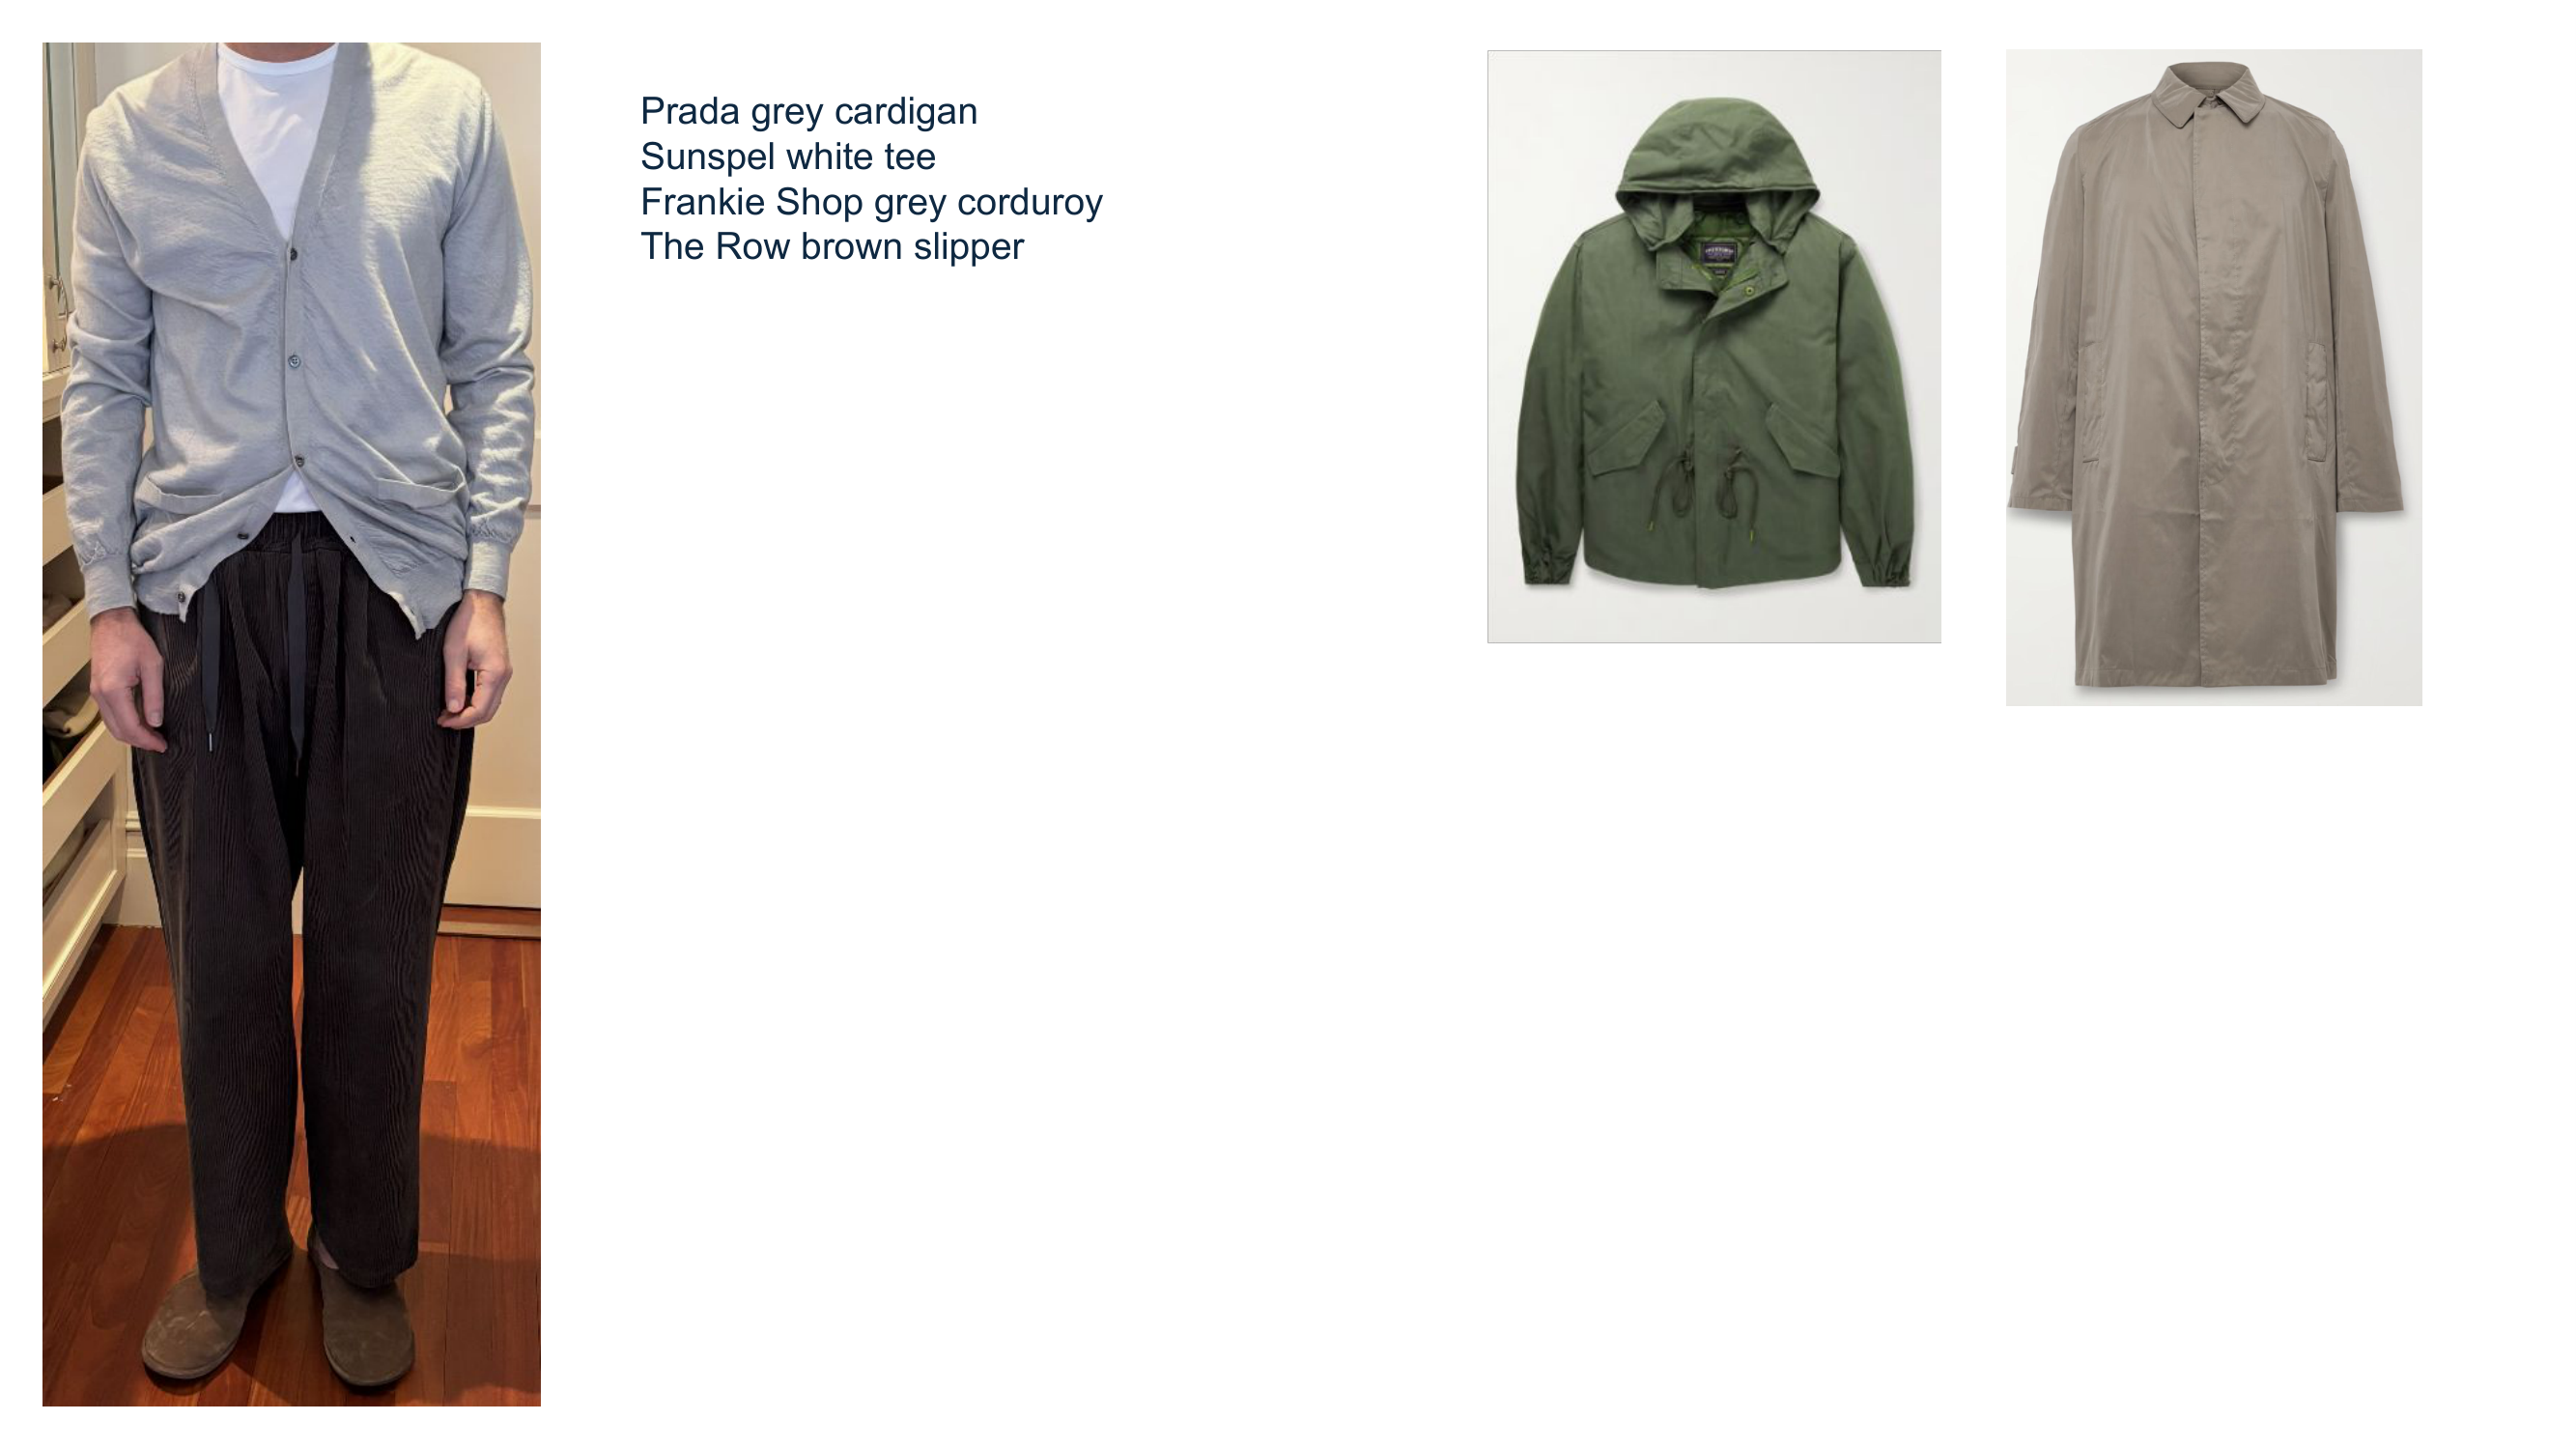 Prada grey cardigan
Sunspel white tee
Frankie Shop grey corduroy
The Row brown slipper